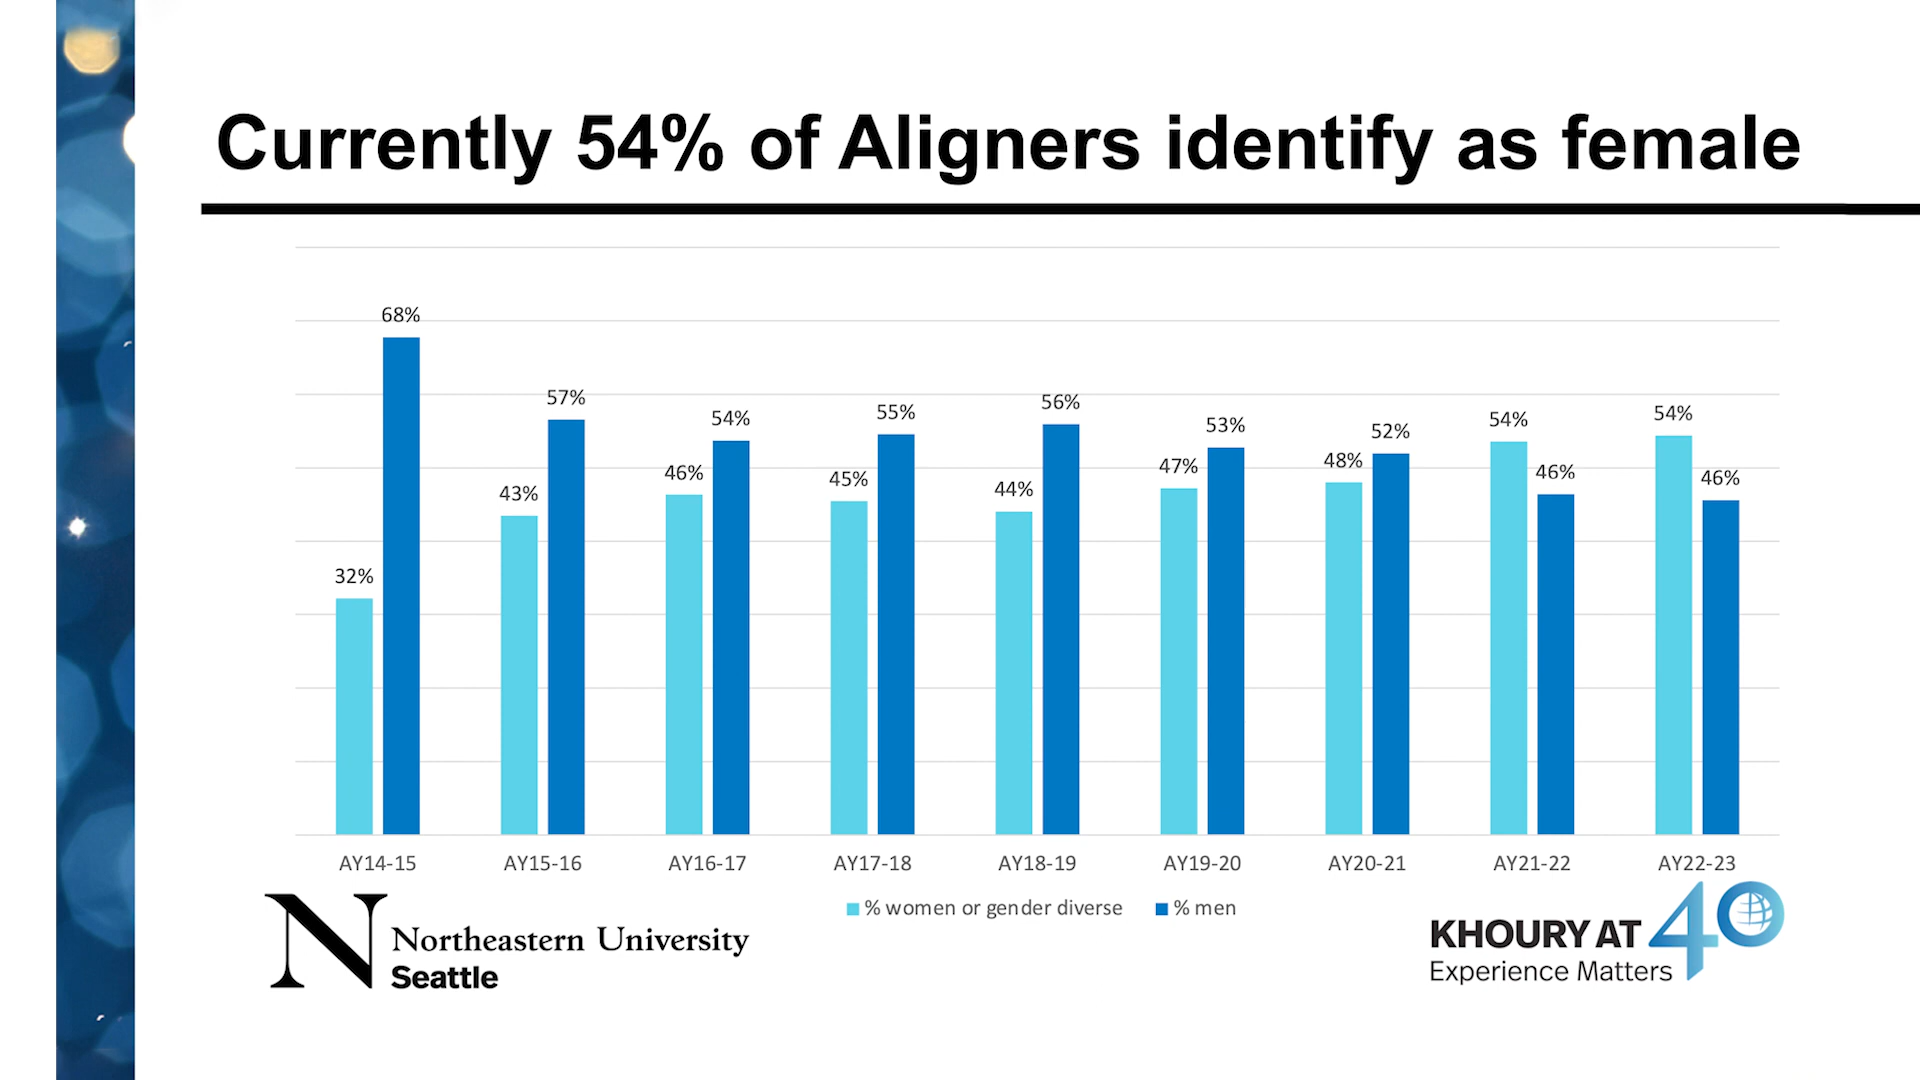 Currently 54% of Aligners identify as female
68%
57%
54%
55%
56%
53%
52%
54%
54%
32%
43%
46%
45%
44%
47%
48%
46%
46%
AY14-15 AY15-16 AY16-17 AY17-18 AY18-19 AY19-20 AY20-21 AY21-22 AY22-23
% women or gender diverse % men
N Northeastern University
Seattle
KHOURY AT 40
Experience Matters